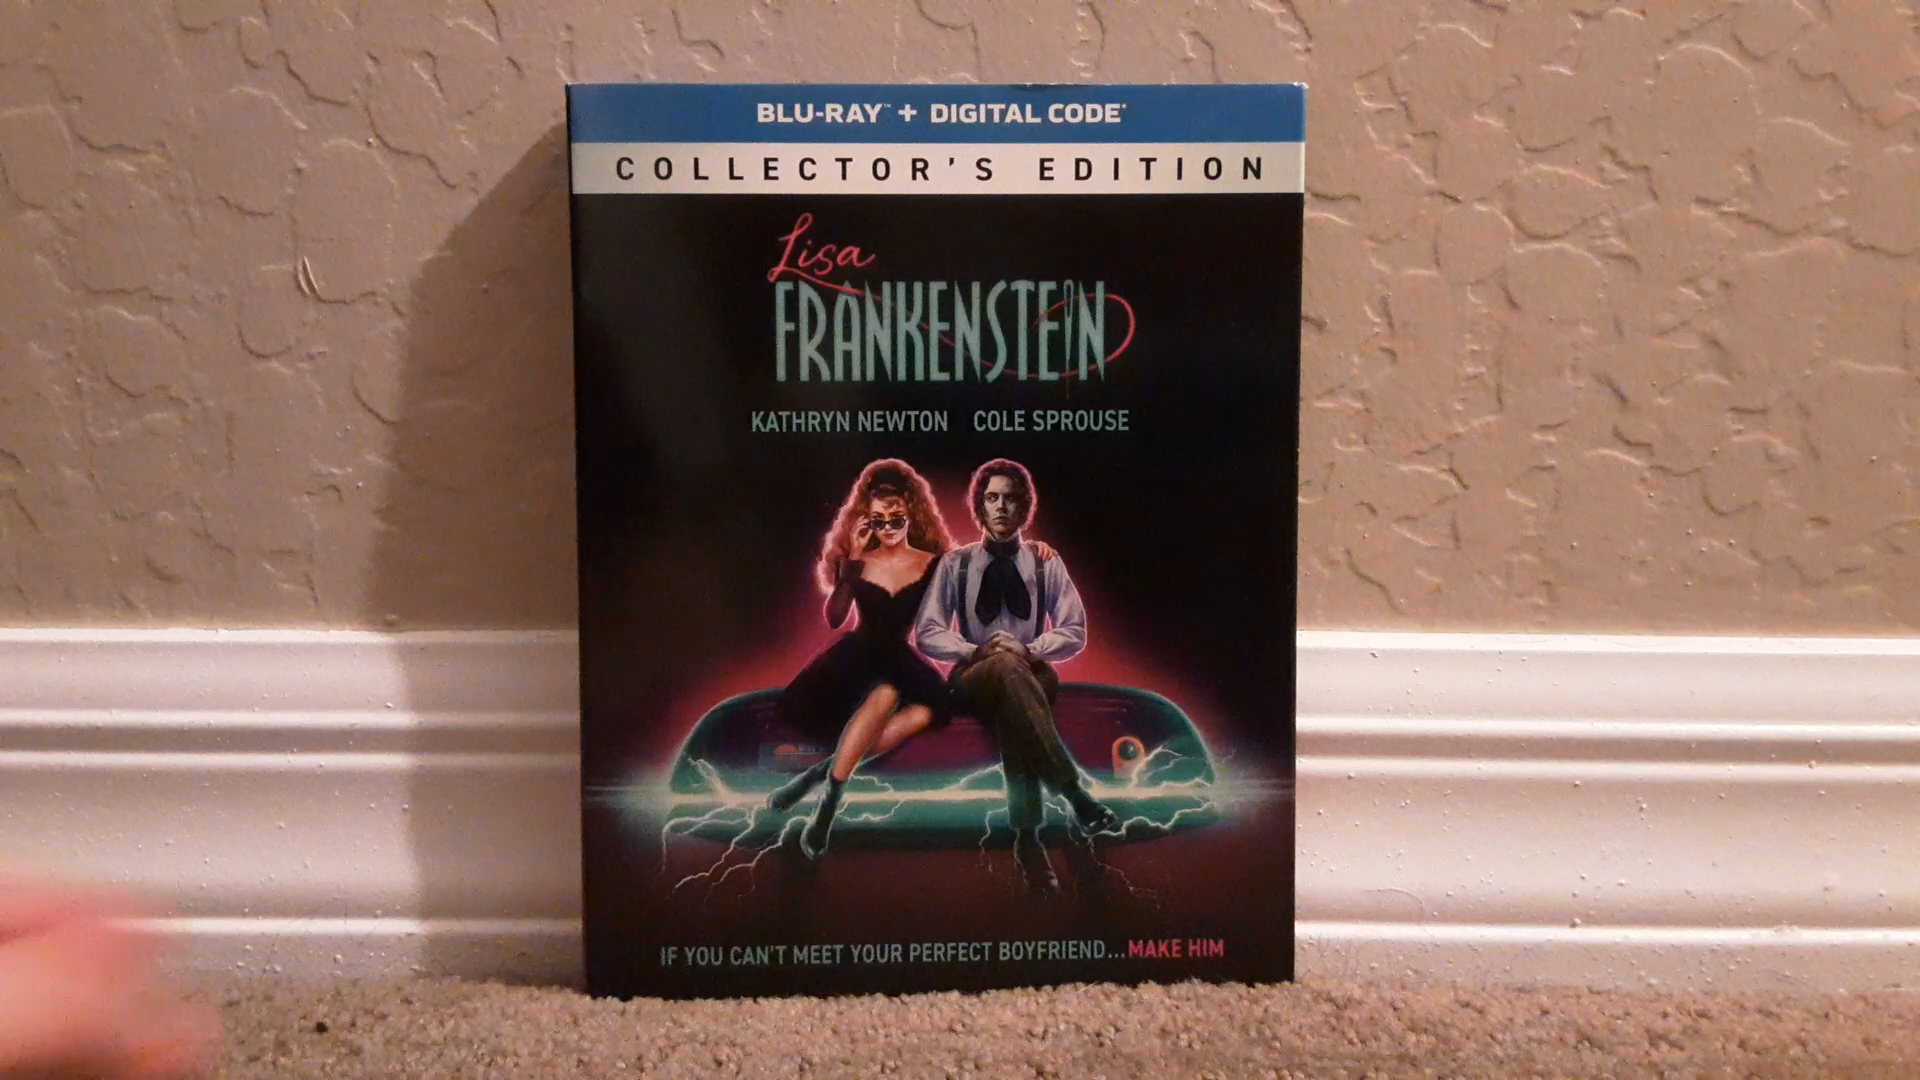 BLU-RAY™ + DIGITAL CODE*
COLLECTOR'S EDITION
Lisa
FRANKENSTEIN
KATHRYN NEWTON COLE SPROUSE
IF YOU CAN'T MEET YOUR PERFECT BOYFRIEND...MAKE HIM